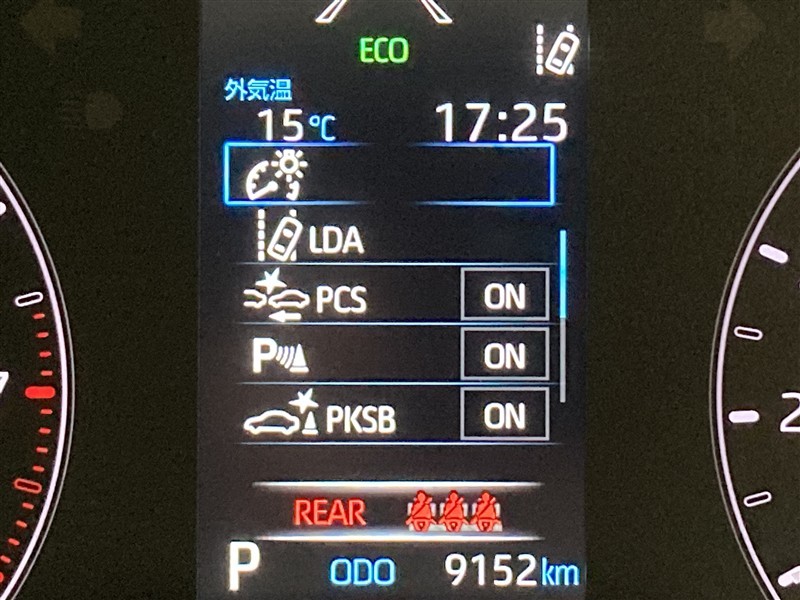 ECO
外気温
15℃ 17:25
LDA
PCS ON
P ON
PKSB ON
REAR
P ODO 9152km